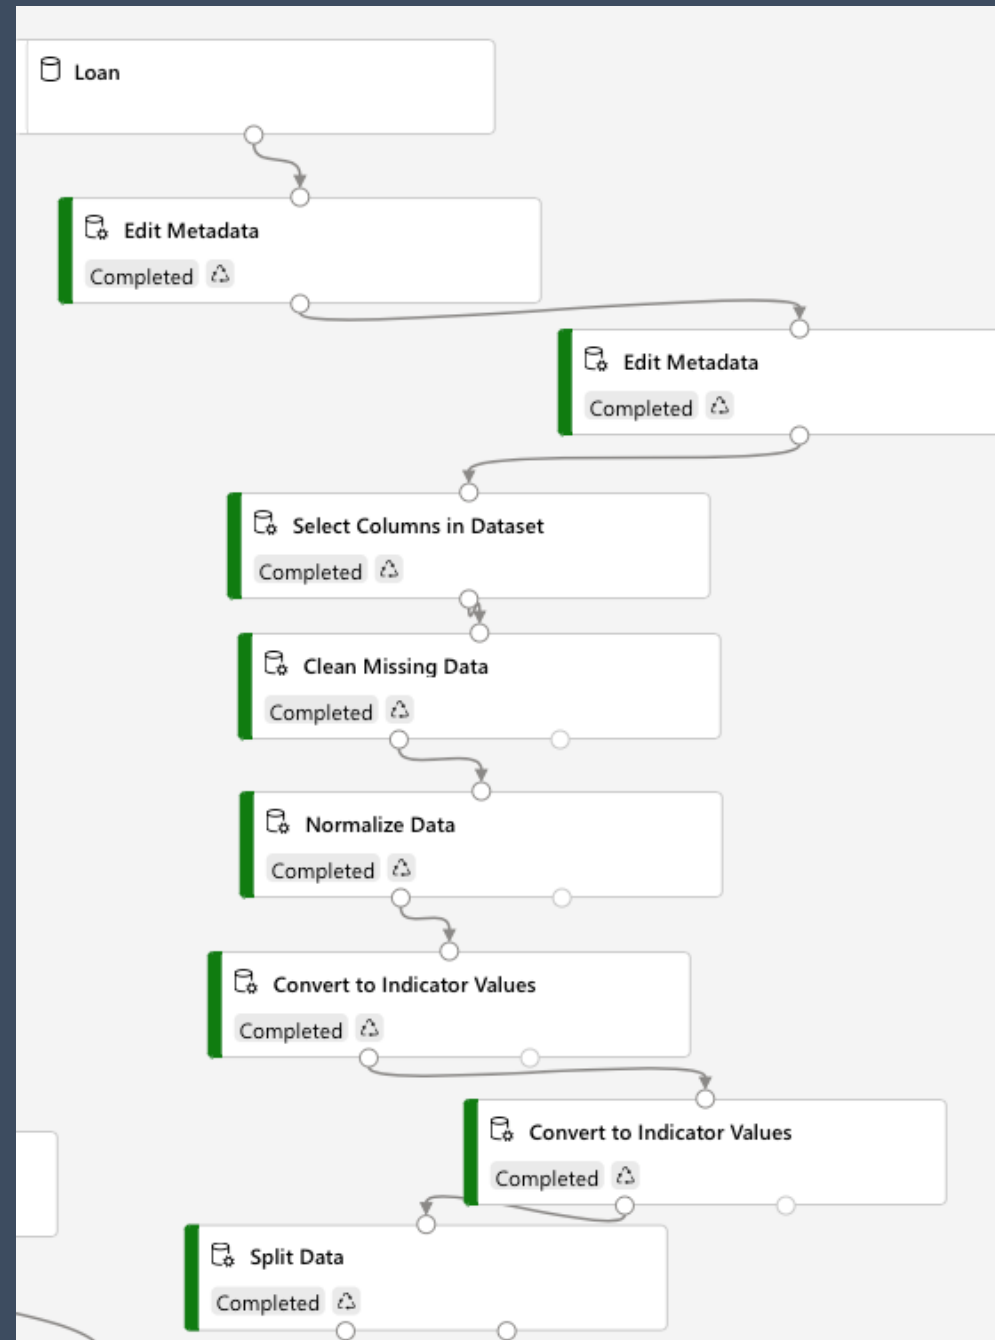 Loan
Edit Metadata
Completed
Edit Metadata
Completed
Select Columns in Dataset
Completed
Clean Missing Data
Completed
Normalize Data
Completed
Convert to Indicator Values
Completed
Convert to Indicator Values
Completed
Split Data
Completed